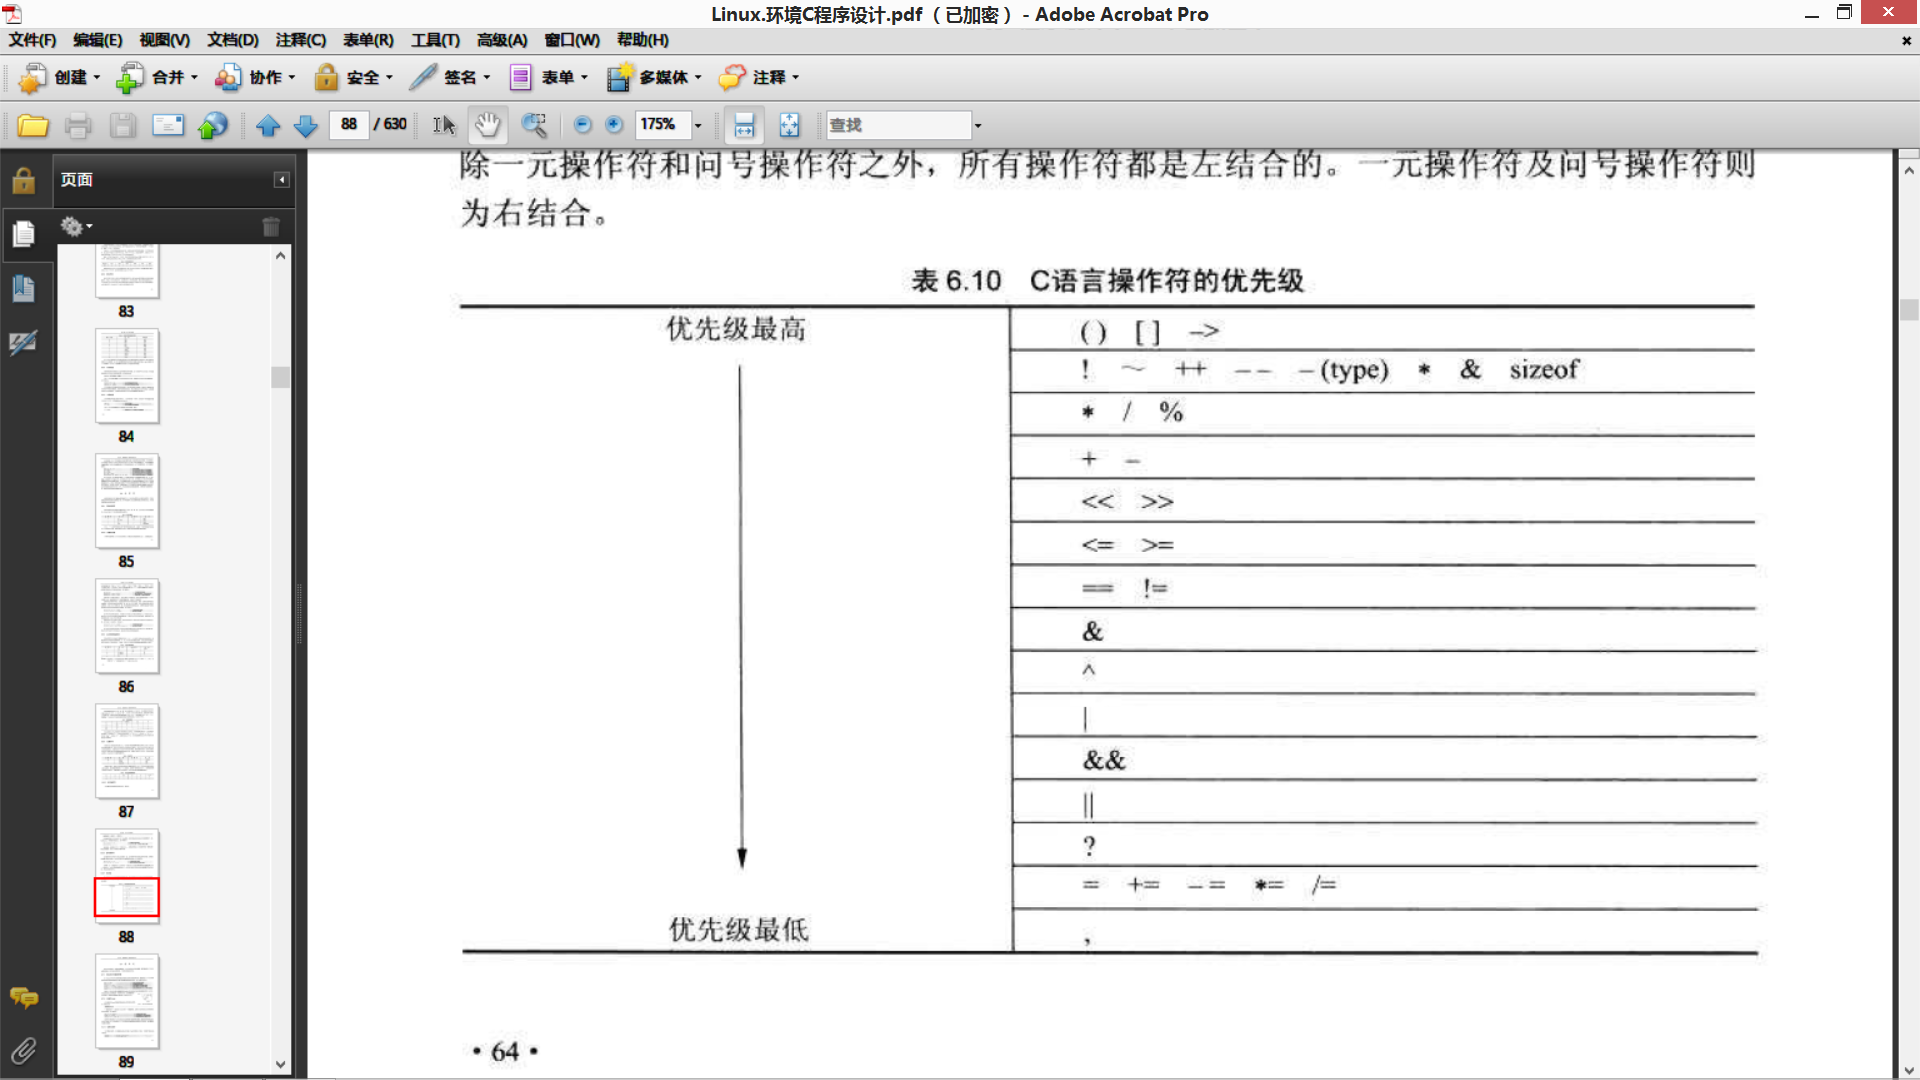 Linux.环境C程序设计.pdf （已加密） - Adobe Acrobat Pro
文件(F) 编辑(E) 视图(V) 文档(D) 注释(C) 表单(R) 工具(T) 高级(A) 窗口(W) 帮助(H)
创建 合并 协作 安全 签名 表单 多媒体 注释
88 / 630 175% 查找
页面
83
84
85
86
87
88
89
除一元操作符和问号操作符之外，所有操作符都是左结合的。一元操作符及问号操作符则
为右结合。
表 6.10 C语言操作符的优先级
优先级最高
( ) [ ] ->
! ~ ++ -- - (type) * & sizeof
* / %
+ -
<< >>
<= >=
== !=
&
^
|
&&
||
?
= += -= *= /=
优先级最低
,
• 64 •